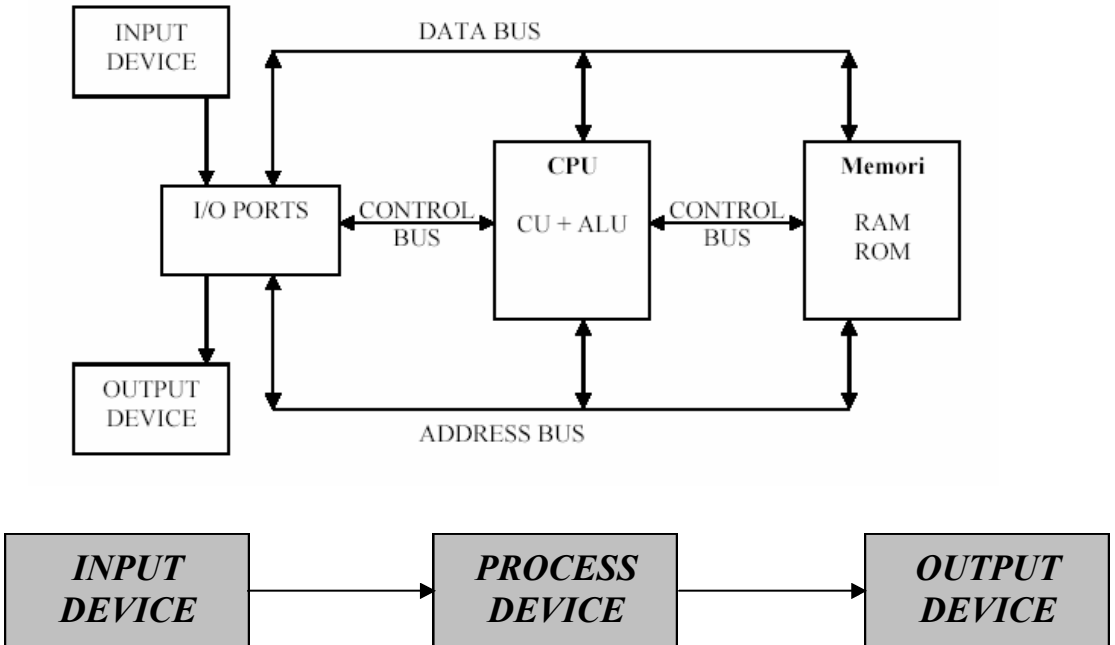 INPUT
DEVICE
DATA BUS
I/O PORTS
CONTROL
BUS
CPU
CU + ALU
CONTROL
BUS
Memori
RAM
ROM
OUTPUT
DEVICE
ADDRESS BUS
INPUT
DEVICE
PROCESS
DEVICE
OUTPUT
DEVICE